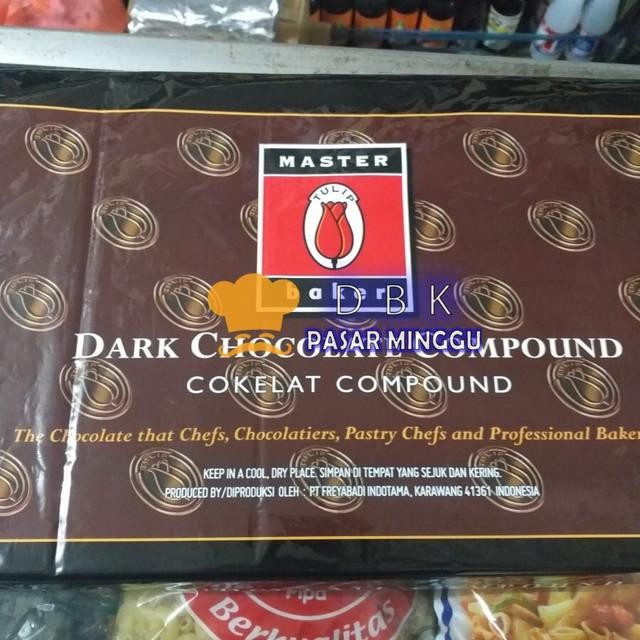 MASTER
TULIP
baker
DBK
PASAR MINGGU
DARK CHOCOLATE COMPOUND
COKELAT COMPOUND
The Chocolate that Chefs, Chocolatiers, Pastry Chefs and Professional Baker
KEEP IN A COOL, DRY PLACE. SIMPAN DI TEMPAT YANG SEJUK DAN KERING.
PRODUCED BY/DIPRODUKSI OLEH : PT FREYABADI INDOTAMA, KARAWANG 41361 INDONESIA
Pipa
Berkualitas